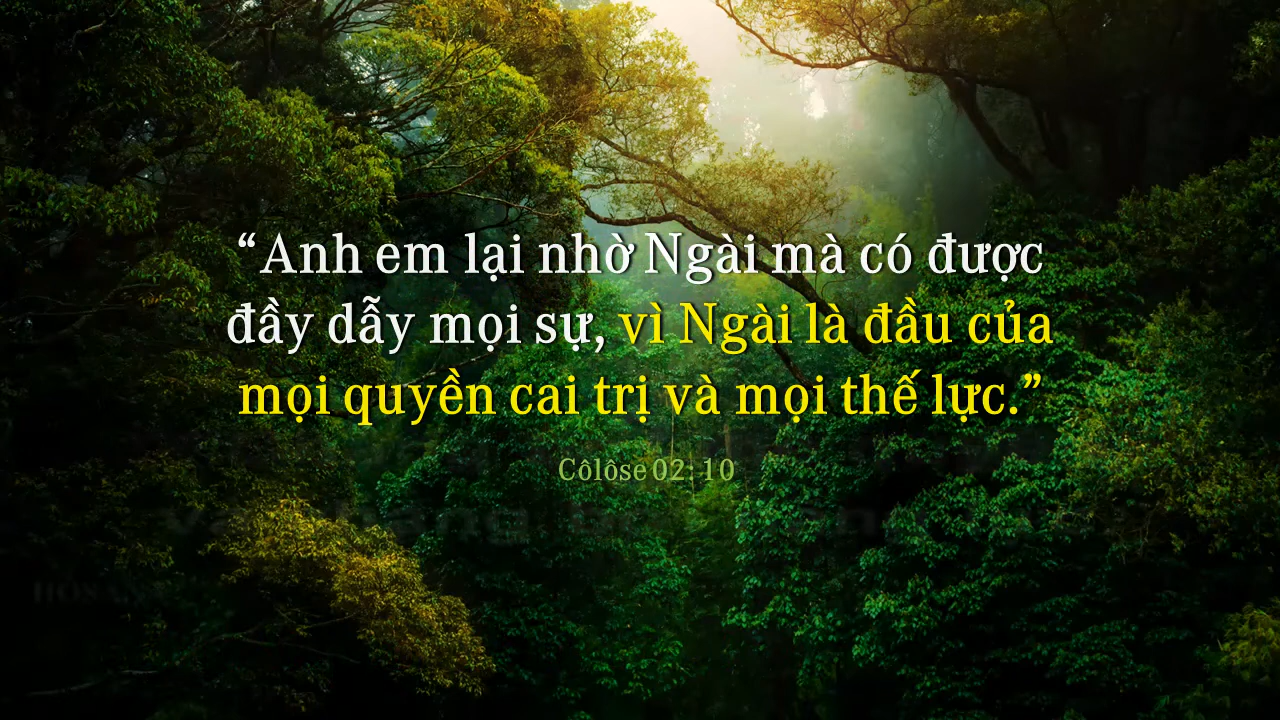 “Anh em lại nhờ Ngài mà có được
đầy dẫy mọi sự, vì Ngài là đầu của
mọi quyền cai trị và mọi thế lực.”
Côlôse 02:10